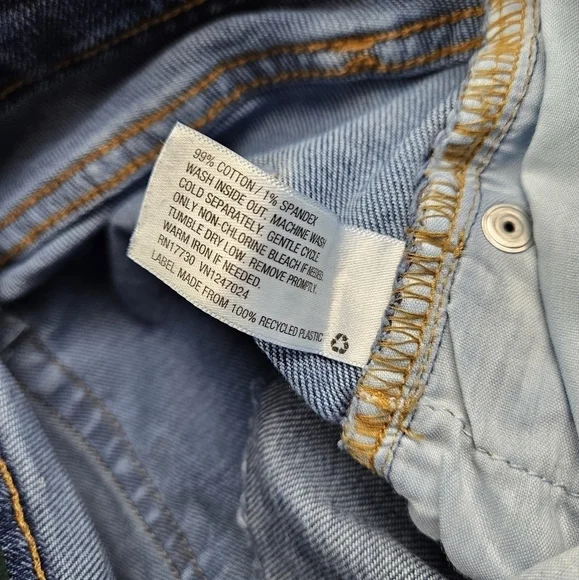 99% COTTON / 1% SPANDEX
WASH INSIDE OUT. MACHINE WASH
COLD SEPARATELY. GENTLE CYCLE
ONLY NON-CHLORINE BLEACH IF NEEDED.
TUMBLE DRY LOW. REMOVE PROMPTLY.
WARM IRON IF NEEDED.
RN17730 VN1247024
LABEL MADE FROM 100% RECYCLED PLASTIC